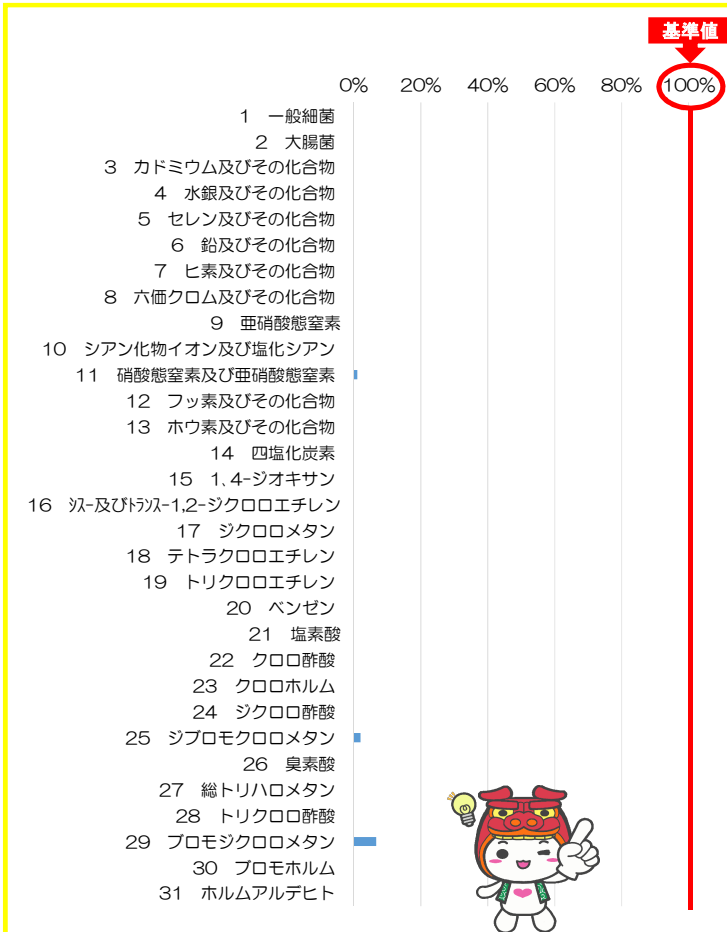 基準値
0% 20% 40% 60% 80% 100%
1 一般細菌
2 大腸菌
3 カドミウム及びその化合物
4 水銀及びその化合物
5 セレン及びその化合物
6 鉛及びその化合物
7 ヒ素及びその化合物
8 六価クロム及びその化合物
9 亜硝酸態窒素
10 シアン化物イオン及び塩化シアン
11 硝酸態窒素及び亜硝酸態窒素
12 フッ素及びその化合物
13 ホウ素及びその化合物
14 四塩化炭素
15 1､4-ジオキサン
16 ｼｽ-及びﾄﾗﾝｽ-1,2-ジクロロエチレン
17 ジクロロメタン
18 テトラクロロエチレン
19 トリクロロエチレン
20 ベンゼン
21 塩素酸
22 クロロ酢酸
23 クロロホルム
24 ジクロロ酢酸
25 ジブロモクロロメタン
26 臭素酸
27 総トリハロメタン
28 トリクロロ酢酸
29 ブロモジクロロメタン
30 ブロモホルム
31 ホルムアルデヒト